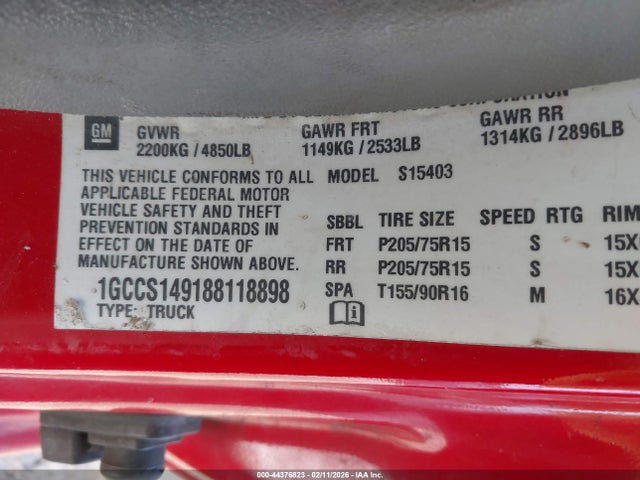 GM GVWR GAWR FRT GAWR RR
2200KG / 4850LB 1149KG / 2533LB 1314KG / 2896LB
THIS VEHICLE CONFORMS TO ALL MODEL S15403
APPLICABLE FEDERAL MOTOR
VEHICLE SAFETY AND THEFT SBBL TIRE SIZE SPEED RTG RIM
PREVENTION STANDARDS IN FRT P205/75R15 S 15X
EFFECT ON THE DATE OF RR P205/75R15 S 15X
MANUFACTURE SHOWN ABOVE. SPA T155/90R16 M 16X
1GCCS149188118898
TYPE: TRUCK
000-44376823 - 02/11/2026 - IAA, Inc.